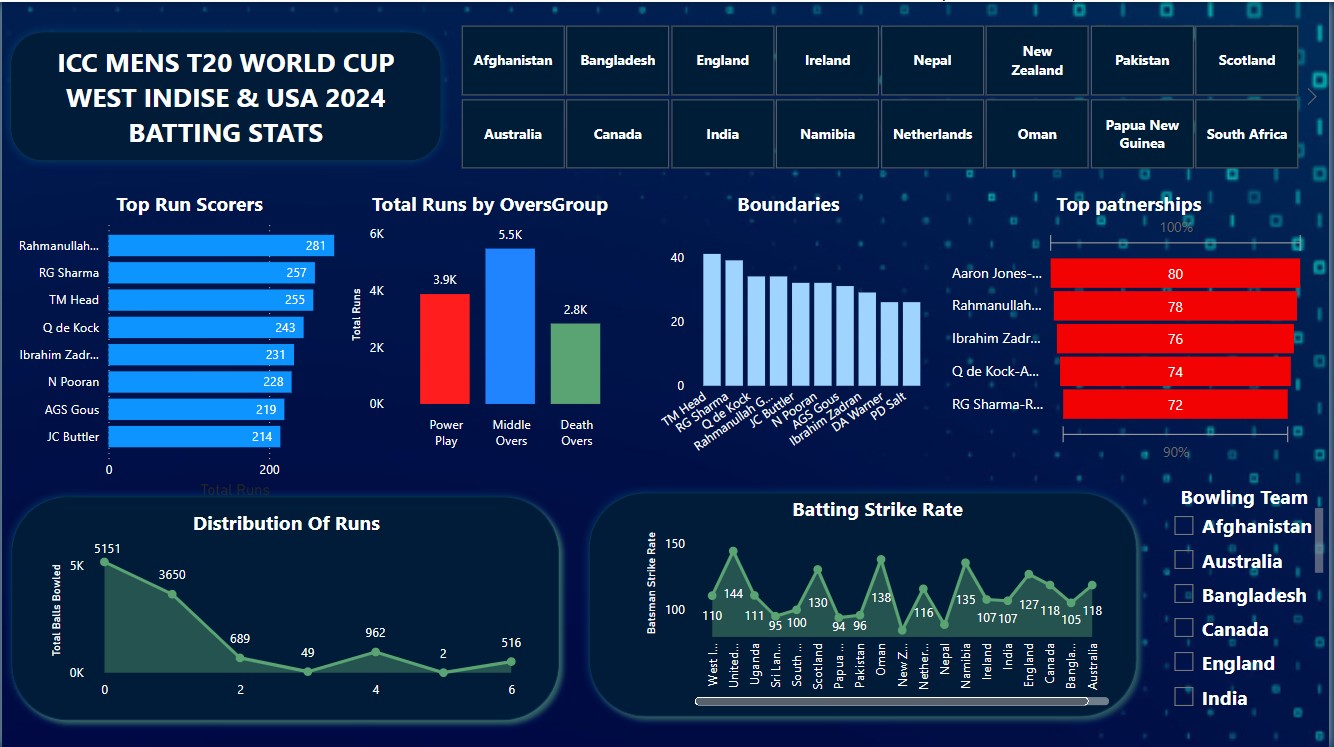 ICC MENS T20 WORLD CUP
WEST INDISE & USA 2024
BATTING STATS
Afghanistan
Bangladesh
England
Ireland
Nepal
New
Zealand
Pakistan
Scotland
Australia
Canada
India
Namibia
Netherlands
Oman
Papua New
Guinea
South Africa
Top Run Scorers
Rahmanullah... 281
RG Sharma 257
TM Head 255
Q de Kock 243
Ibrahim Zadr... 231
N Pooran 228
AGS Gous 219
JC Buttler 214
0 200
Total Runs
Total Runs by OversGroup
Total Runs
6K
4K
2K
0K
3.9K
5.5K
2.8K
Power
Play
Middle
Overs
Death
Overs
Boundaries
40
20
0
TM Head
RG Sharma
Q de Kock
Rahmanullah G...
JC Buttler
N Pooran
AGS Gous
Ibrahim Zadran
DA Warner
PD Salt
Top patnerships
100%
Aaron Jones-... 80
Rahmanullah... 78
Ibrahim Zadr... 76
Q de Kock-A... 74
RG Sharma-R... 72
90%
Distribution Of Runs
Total Balls Bowled
5K
0K
5151
3650
689
49
962
2
516
0 2 4 6
Batting Strike Rate
Batsman Strike Rate
150
100
110
144
111
95
100
130
94
96
138
116
135
107
107
127
118
105
118
West I...
United...
Uganda
Sri Lan...
South ...
Scotland
Papua ...
Pakistan
Oman
New Z...
Nether...
Nepal
Namibia
Ireland
India
England
Canada
Bangla...
Australia
Bowling Team
Afghanistan
Australia
Bangladesh
Canada
England
India